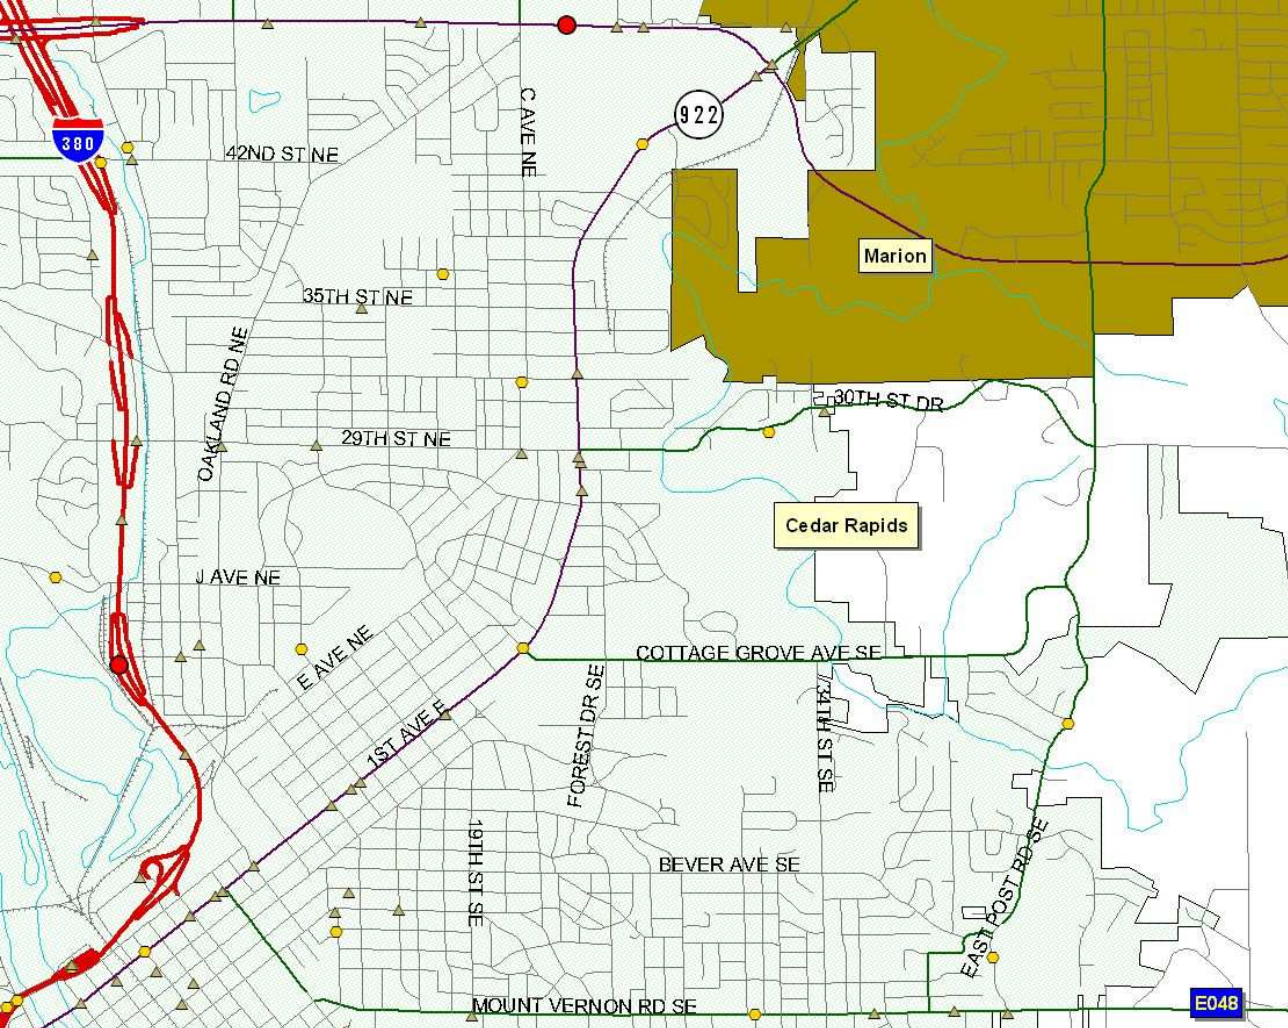 C AVE NE
922
380
42ND ST NE
Marion
35TH ST NE
OAKLAND RD NE
30TH ST DR
29TH ST NE
Cedar Rapids
J AVE NE
E AVE NE
COTTAGE GROVE AVE SE
1ST AVE E
FOREST DR SE
34TH ST SE
19TH ST SE
BEVER AVE SE
EAST POST RD SE
MOUNT VERNON RD SE
E048